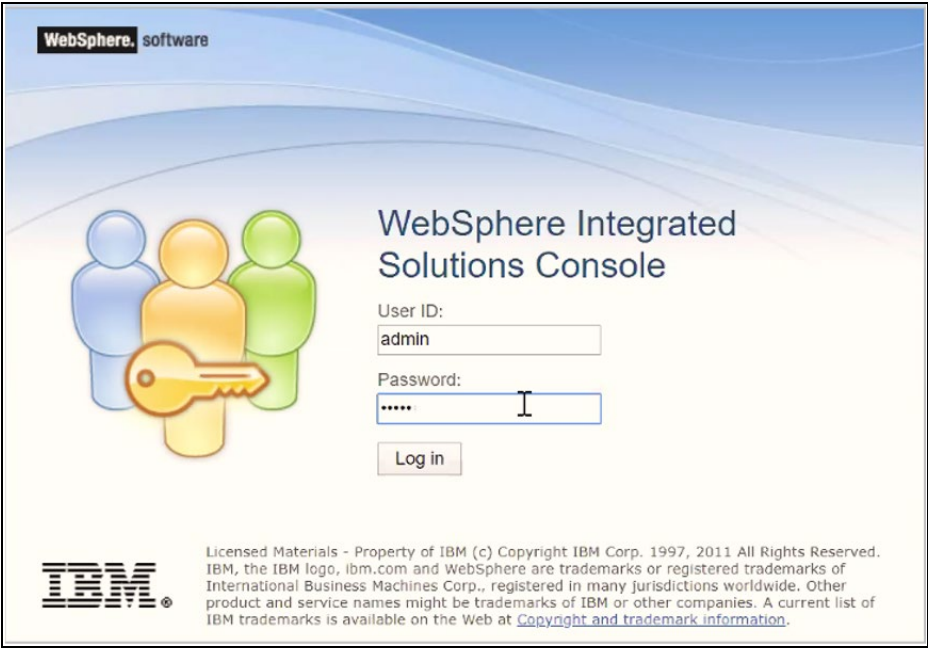 WebSphere. software
WebSphere Integrated
Solutions Console
User ID:
admin
Password:
•••••
Log in
IBM®
Licensed Materials - Property of IBM (c) Copyright IBM Corp. 1997, 2011 All Rights Reserved.
IBM, the IBM logo, ibm.com and WebSphere are trademarks or registered trademarks of
International Business Machines Corp., registered in many jurisdictions worldwide. Other
product and service names might be trademarks of IBM or other companies. A current list of
IBM trademarks is available on the Web at Copyright and trademark information.